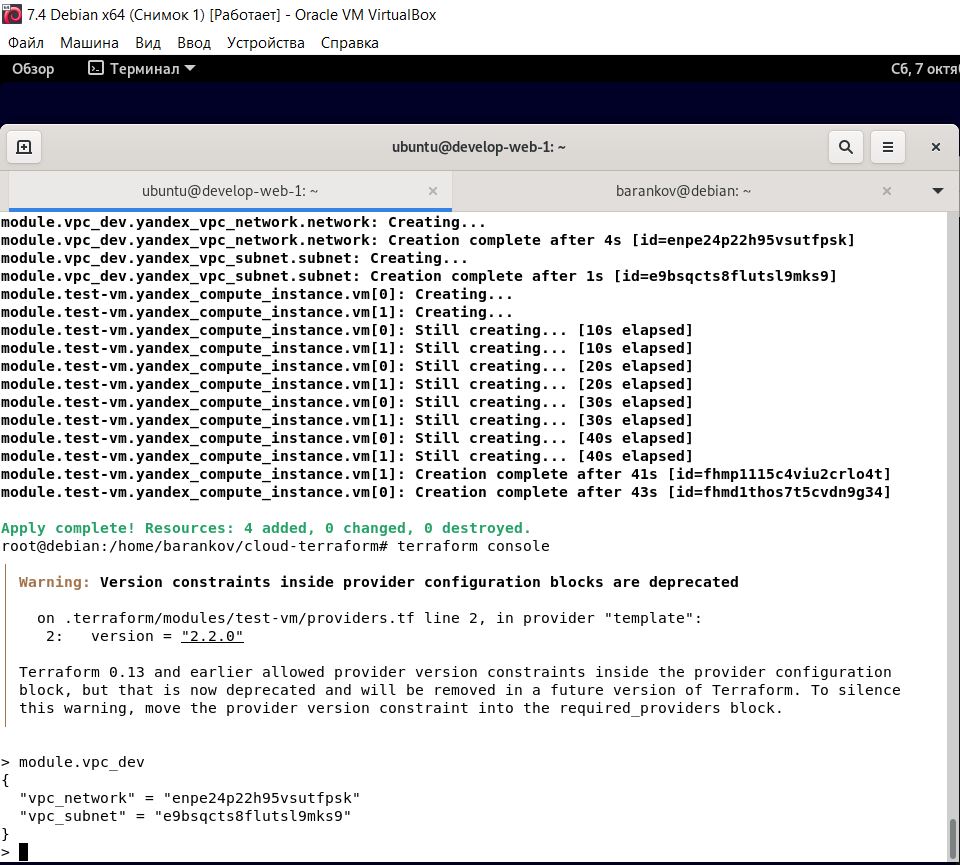 7.4 Debian x64 (Снимок 1) [Работает] - Oracle VM VirtualBox
Файл Машина Вид Ввод Устройства Справка
Обзор Терминал Сб, 7 октя
ubuntu@develop-web-1: ~
ubuntu@develop-web-1: ~ barankov@debian: ~
module.vpc_dev.yandex_vpc_network.network: Creating...
module.vpc_dev.yandex_vpc_network.network: Creation complete after 4s [id=enpe24p22h95vsutfpsk]
module.vpc_dev.yandex_vpc_subnet.subnet: Creating...
module.vpc_dev.yandex_vpc_subnet.subnet: Creation complete after 1s [id=e9bsqcts8flutsl9mks9]
module.test-vm.yandex_compute_instance.vm[0]: Creating...
module.test-vm.yandex_compute_instance.vm[1]: Creating...
module.test-vm.yandex_compute_instance.vm[0]: Still creating... [10s elapsed]
module.test-vm.yandex_compute_instance.vm[1]: Still creating... [10s elapsed]
module.test-vm.yandex_compute_instance.vm[0]: Still creating... [20s elapsed]
module.test-vm.yandex_compute_instance.vm[1]: Still creating... [20s elapsed]
module.test-vm.yandex_compute_instance.vm[0]: Still creating... [30s elapsed]
module.test-vm.yandex_compute_instance.vm[1]: Still creating... [30s elapsed]
module.test-vm.yandex_compute_instance.vm[0]: Still creating... [40s elapsed]
module.test-vm.yandex_compute_instance.vm[1]: Still creating... [40s elapsed]
module.test-vm.yandex_compute_instance.vm[1]: Creation complete after 41s [id=fhmp1115c4viu2crlo4t]
module.test-vm.yandex_compute_instance.vm[0]: Creation complete after 43s [id=fhmd1thos7t5cvdn9g34]
Apply complete! Resources: 4 added, 0 changed, 0 destroyed.
root@debian:/home/barankov/cloud-terraform# terraform console
Warning: Version constraints inside provider configuration blocks are deprecated
on .terraform/modules/test-vm/providers.tf line 2, in provider "template":
2: version = "2.2.0"
Terraform 0.13 and earlier allowed provider version constraints inside the provider configuration
block, but that is now deprecated and will be removed in a future version of Terraform. To silence
this warning, move the provider version constraint into the required_providers block.
> module.vpc_dev
{
"vpc_network" = "enpe24p22h95vsutfpsk"
"vpc_subnet" = "e9bsqcts8flutsl9mks9"
}
>